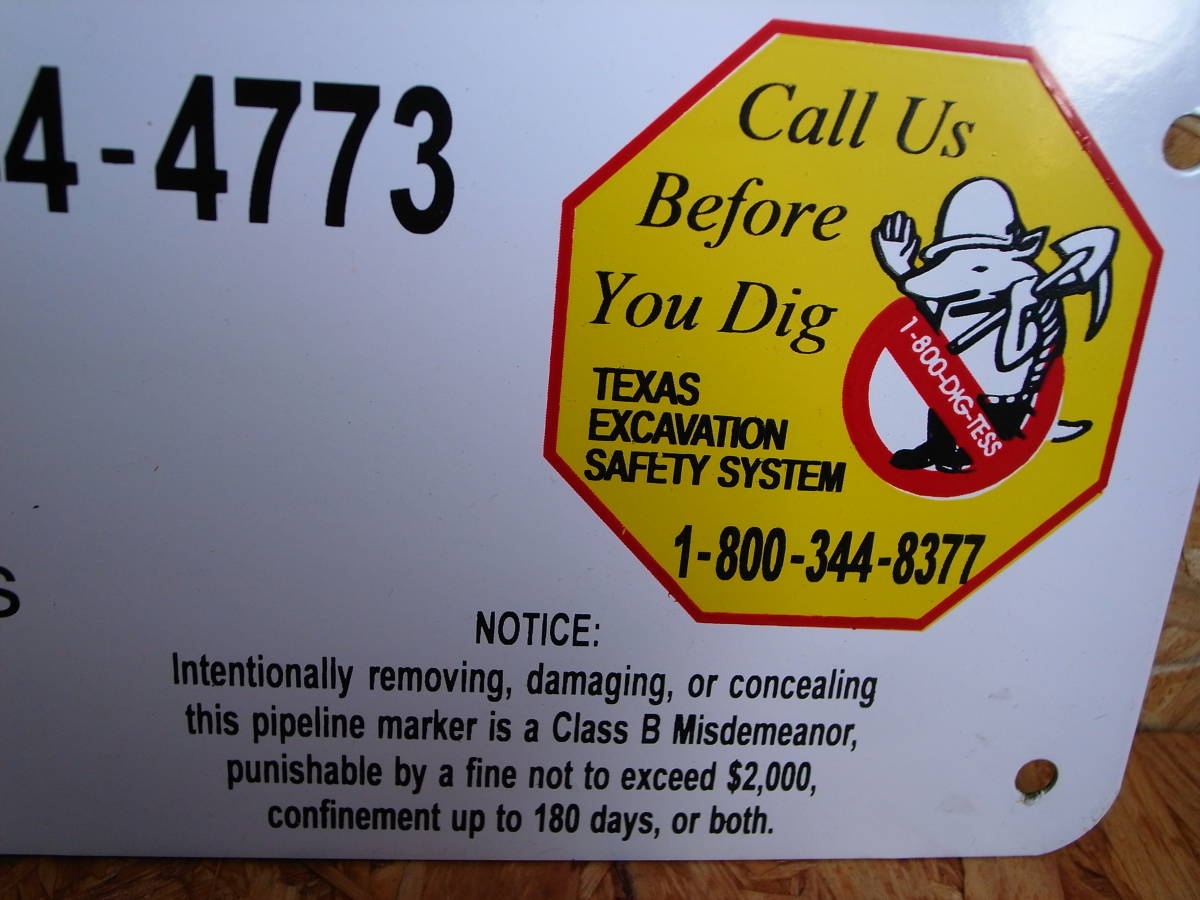 4-4773
Call Us
Before
You Dig
TEXAS
EXCAVATION
SAFETY SYSTEM
1-800-DIG-TESS
1-800-344-8377
S
NOTICE:
Intentionally removing, damaging, or concealing
this pipeline marker is a Class B Misdemeanor,
punishable by a fine not to exceed $2,000,
confinement up to 180 days, or both.